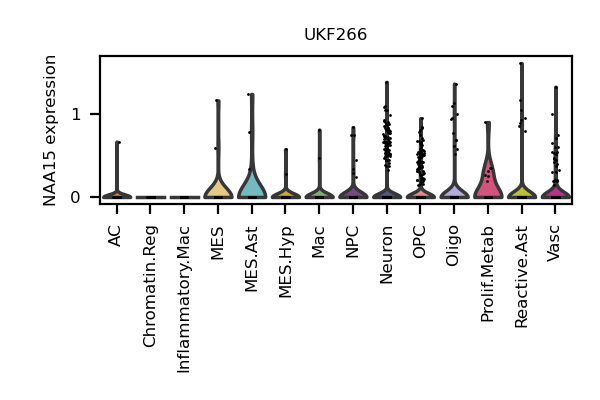 UKF266
NAA15 expression
1
0
AC
Chromatin.Reg
Inflammatory.Mac
MES
MES.Ast
MES.Hyp
Mac
NPC
Neuron
OPC
Oligo
Prolif.Metab
Reactive.Ast
Vasc